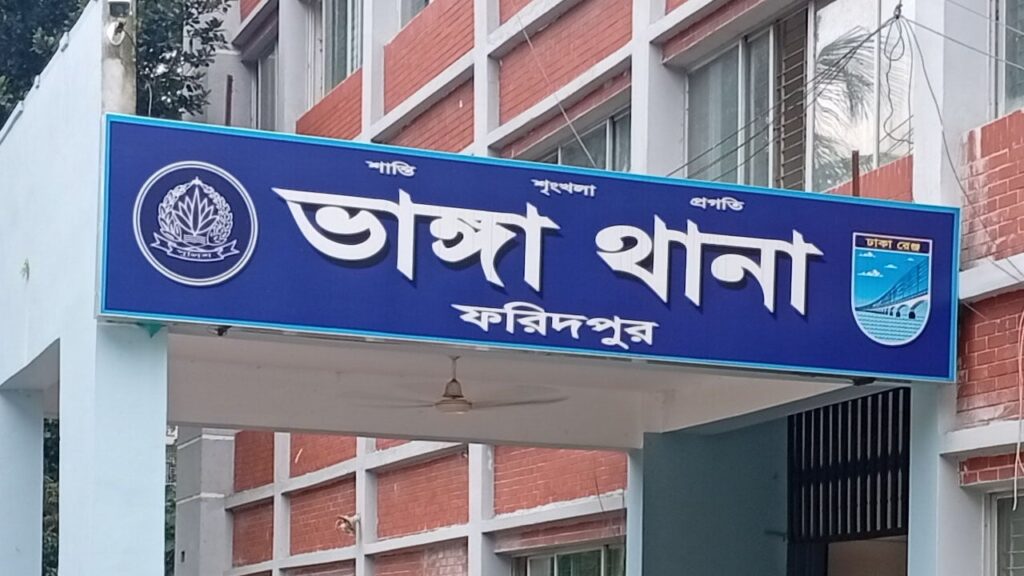 শান্তি শৃংখলা প্রগতি
ভাঙ্গা থানা
ফরিদপুর
পুলিশ
ঢাকা রেঞ্জ